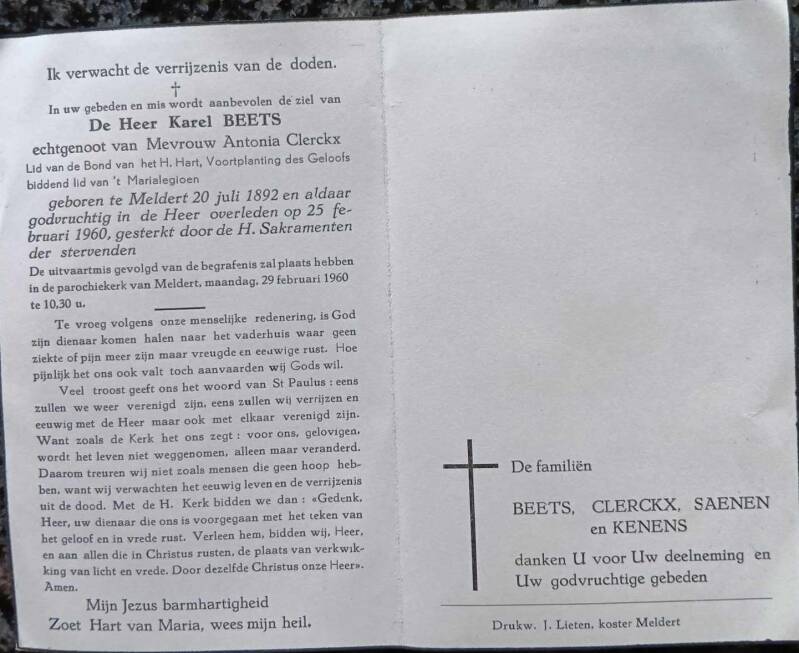 Ik verwacht de verrijzenis van de doden.
In uw gebeden en mis wordt aanbevolen de ziel van
De Heer Karel BEETS
echtgenoot van Mevrouw Antonia Clerckx
Lid van de Bond van het H. Hart, Voortplanting des Geloofs
biddend lid van 't Marialegioen
geboren te Meldert 20 juli 1892 en aldaar
godvruchtig in de Heer overleden op 25 fe-
bruari 1960, gesterkt door de H. Sakramenten
der stervenden
De uitvaartmis gevolgd van de begrafenis zal plaats hebben
in de parochiekerk van Meldert, maandag, 29 februari 1960
te 10,30 u.
Te vroeg volgens onze menselijke redenering, is God
zijn dienaar komen halen naar het vaderhuis waar geen
ziekte of pijn meer zijn maar vreugde en eeuwige rust. Hoe
pijnlijk het ons ook valt toch aanvaarden wij Gods wil.
Veel troost geeft ons het woord van St Paulus : eens
zullen we weer verenigd zijn, eens zullen wij verrijzen en
eeuwig met de Heer maar ook met elkaar verenigd zijn.
Want zoals de Kerk het ons zegt : voor ons, gelovigen,
wordt het leven niet weggenomen, alleen maar veranderd.
Daarom treuren wij niet zoals mensen die geen hoop heb-
ben, want wij verwachten het eeuwig leven en de verrijzenis
uit de dood. Met de H. Kerk bidden we dan : «Gedenk,
Heer, uw dienaar die ons is voorgegaan met het teken van
het geloof en in vrede rust. Verleen hem, bidden wij, Heer,
en aan allen die in Christus rusten, de plaats van verkwik-
king van licht en vrede. Door dezelfde Christus onze Heer».
Amen.
Mijn Jezus barmhartigheid
Zoet Hart van Maria, wees mijn heil.
De familiën
BEETS, CLERCKX, SAENEN
en KENENS
danken U voor Uw deelneming en
Uw godvruchtige gebeden
Drukw. J. Lieten, koster Meldert